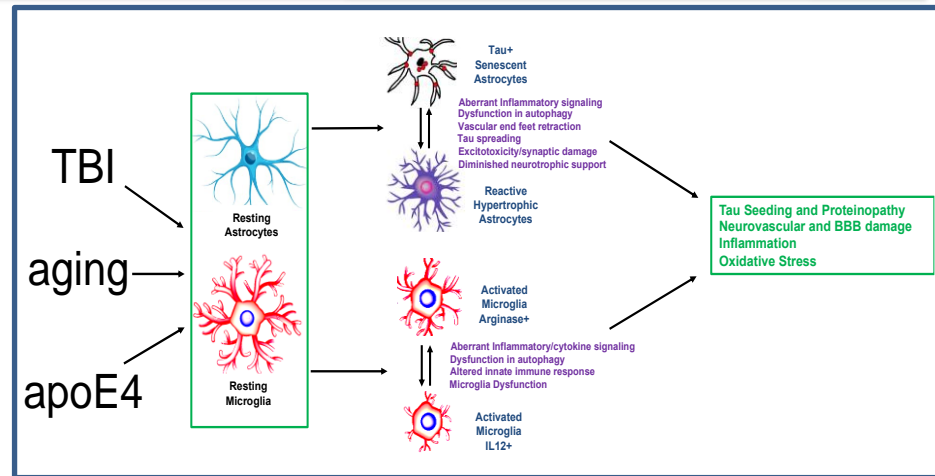 TBI
aging
apoE4
Resting
Astrocytes
Resting
Microglia
Tau+
Senescent
Astrocytes
Aberrant Inflammatory signaling
Dysfunction in autophagy
Vascular end feet retraction
Tau spreading
Excitotoxicity/synaptic damage
Diminished neurotrophic support
Reactive
Hypertrophic
Astrocytes
Activated
Microglia
Arginase+
Aberrant Inflammatory/cytokine signaling
Dysfunction in autophagy
Altered innate immune response
Microglia Dysfunction
Activated
Microglia
IL12+
Tau Seeding and Proteinopathy
Neurovascular and BBB damage
Inflammation
Oxidative Stress